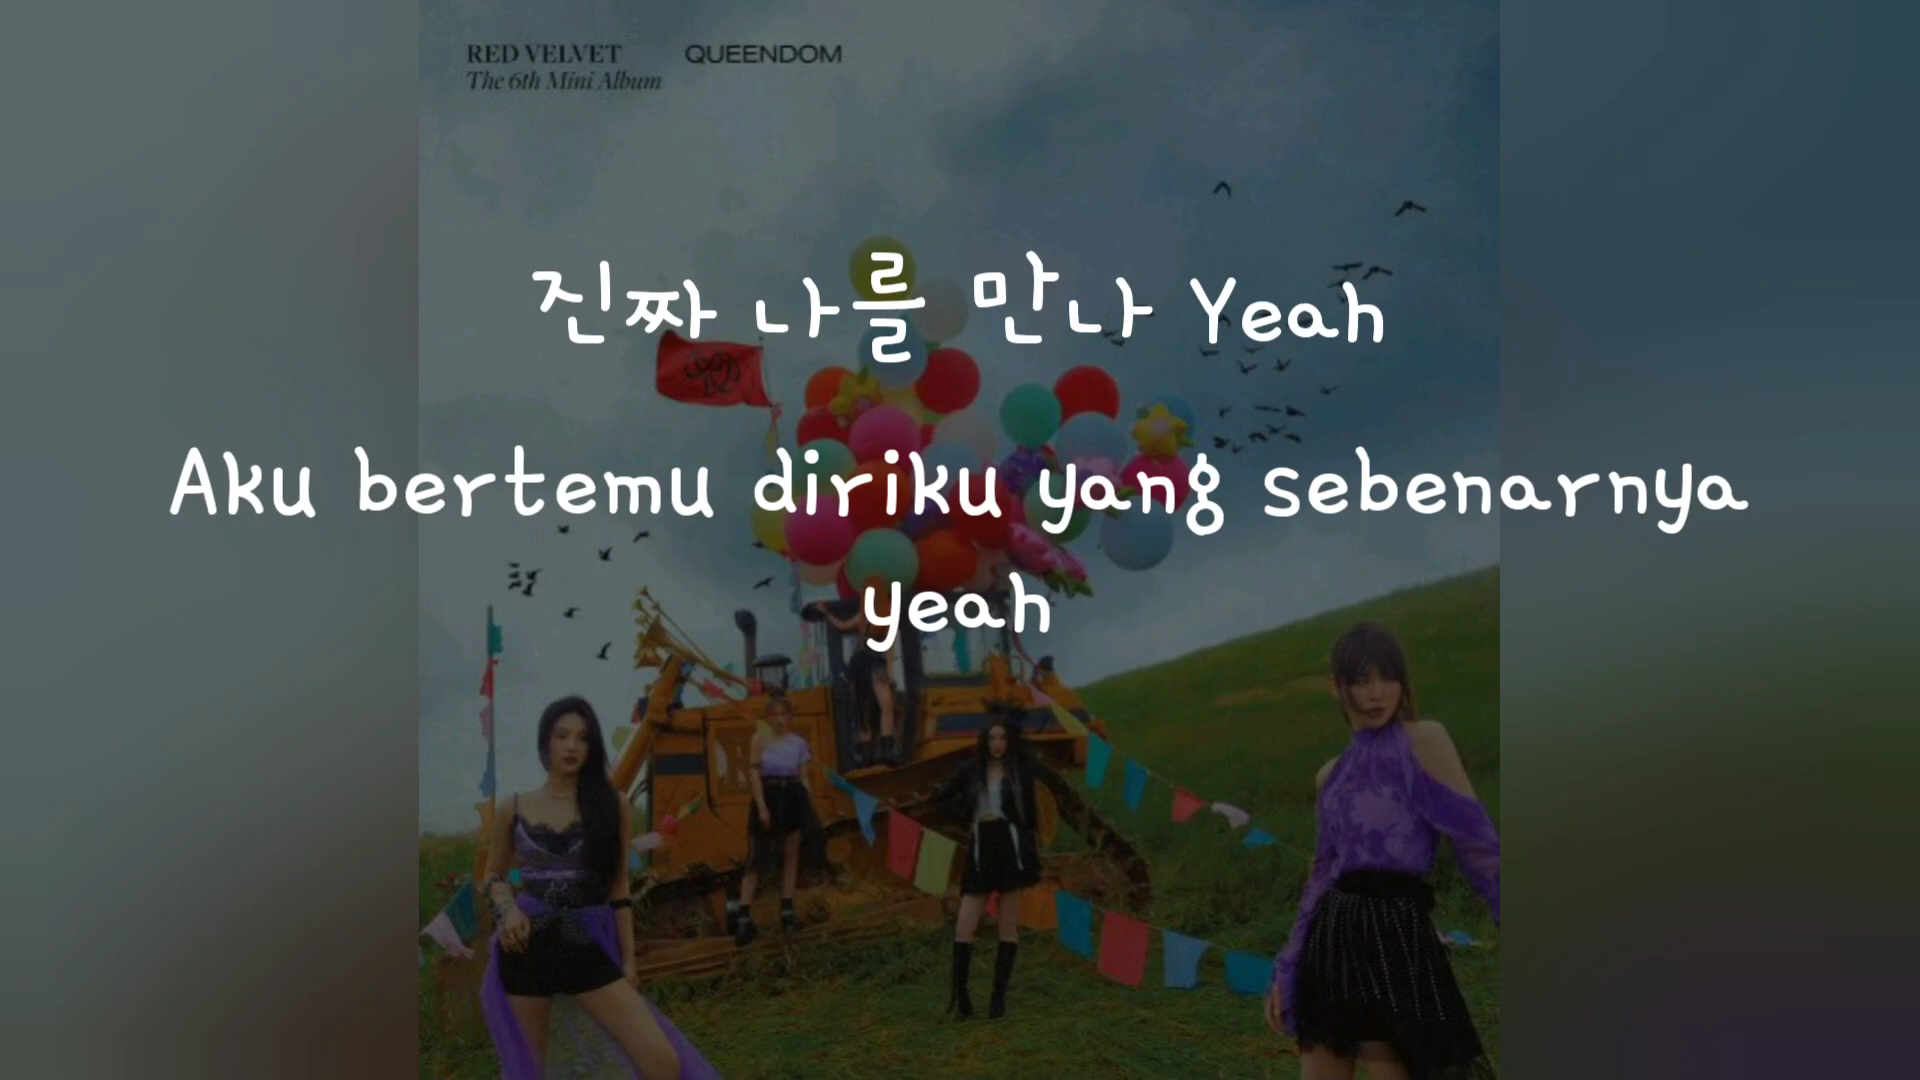 RED VELVET QUEENDOM
The 6th Mini Album
진짜 나를 만나 Yeah
Aku bertemu diriku yang sebenarnya
yeah